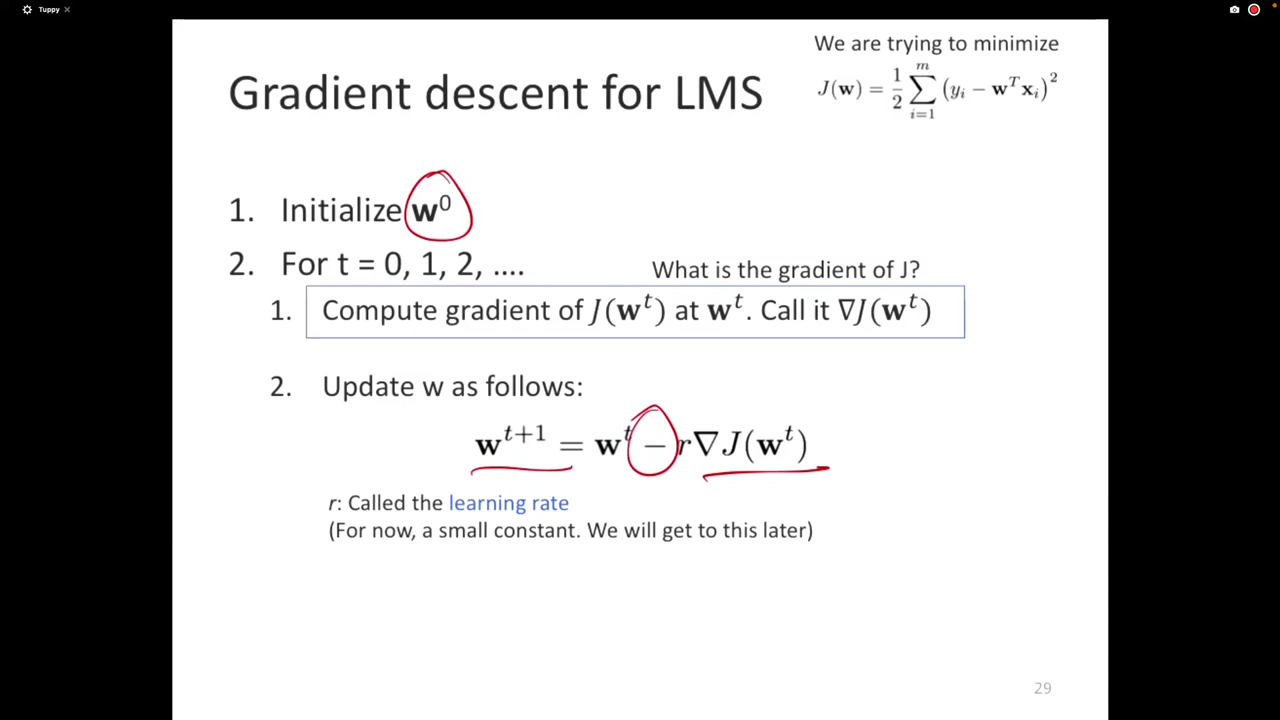 Tuppy
We are trying to minimize
Gradient descent for LMS
J(w) = 1/2 ∑_{i=1}^{m} (y_i − w^T x_i)^2
1. Initialize w^0
2. For t = 0, 1, 2, ....
What is the gradient of J?
1. Compute gradient of J(w^t) at w^t. Call it ∇J(w^t)
2. Update w as follows:
w^{t+1} = w^t − r∇J(w^t)
r: Called the learning rate
(For now, a small constant. We will get to this later)
29